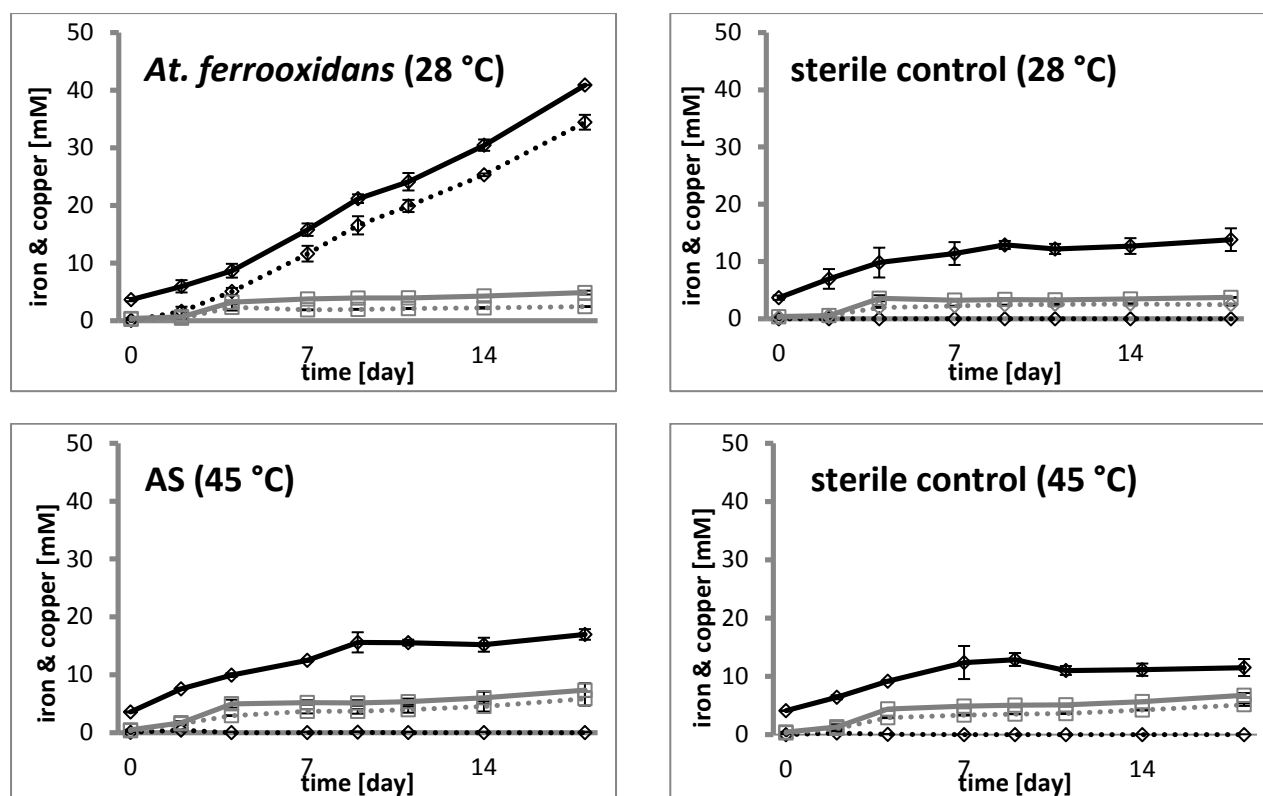 At. ferrooxidans (28 °C)
iron & copper [mM]
50
40
30
20
10
0
0 7 14
time [day]
sterile control (28 °C)
iron & copper [mM]
50
40
30
20
10
0
0 7 14
time [day]
AS (45 °C)
iron & copper [mM]
50
40
30
20
10
0
0 7 14
time [day]
sterile control (45 °C)
iron & copper [mM]
50
40
30
20
10
0
0 7 14
time [day]